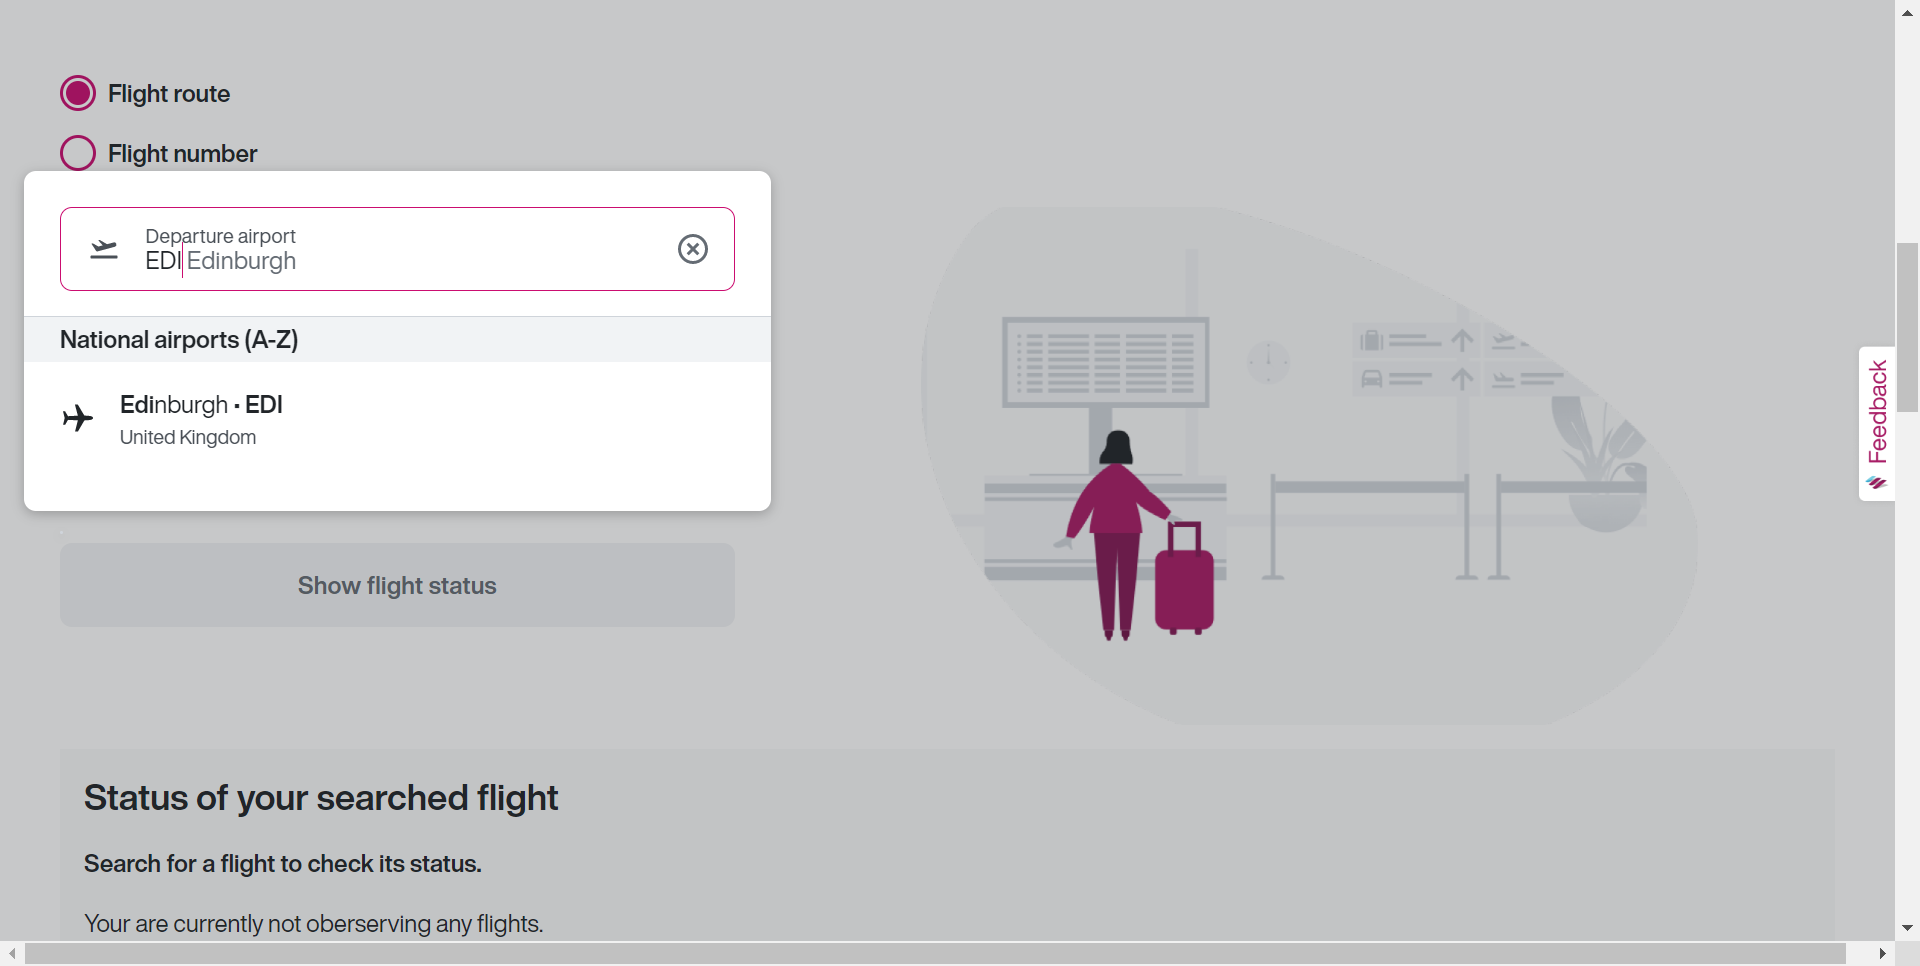 Flight route
Flight number
Departure airport
EDI Edinburgh
National airports (A-Z)
Edinburgh · EDI
United Kingdom
Show flight status
Feedback
Status of your searched flight
Search for a flight to check its status.
Your are currently not oberserving any flights.